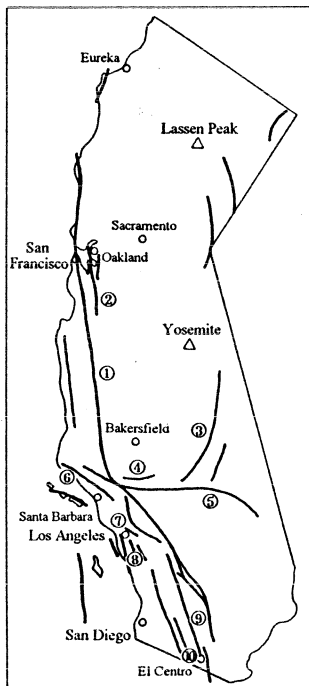 Eureka
Lassen Peak
Sacramento
San
Francisco
Oakland
②
Yosemite
①
Bakersfield
③
④
⑥
⑤
Santa Barbara
⑦
Los Angeles
⑧
⑨
San Diego
⑩
El Centro